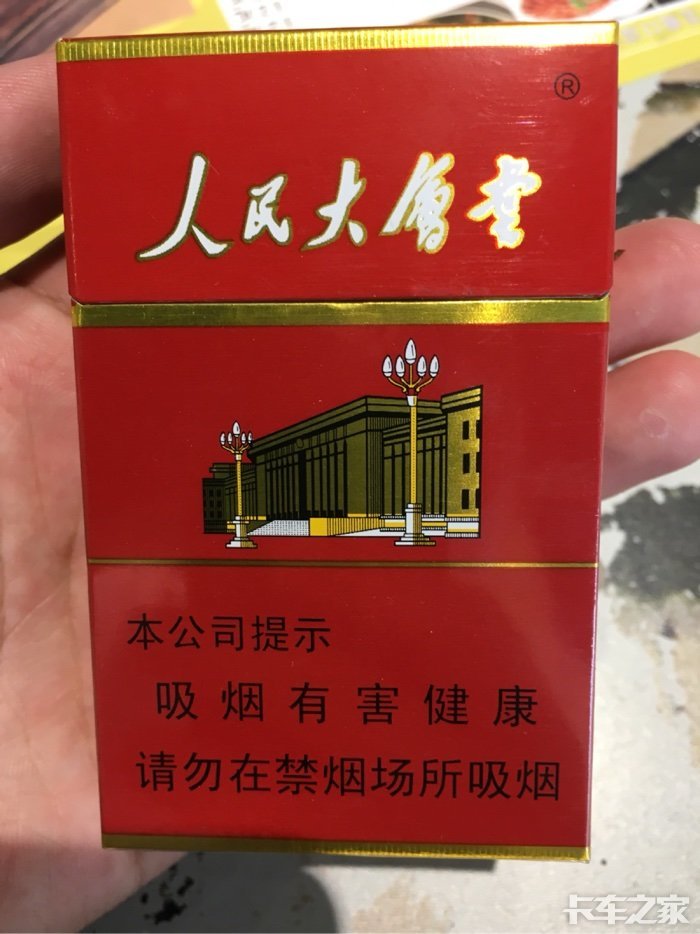 ®
人民大會堂
本公司提示
吸烟有害健康
请勿在禁烟场所吸烟
卡车之家